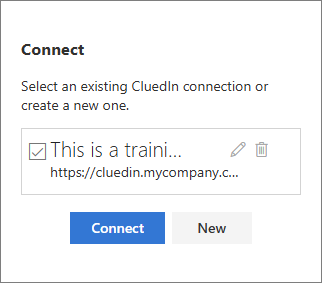 Connect
Select an existing CluedIn connection or
create a new one.
This is a traini...
https://cluedin.mycompany.c...
Connect
New